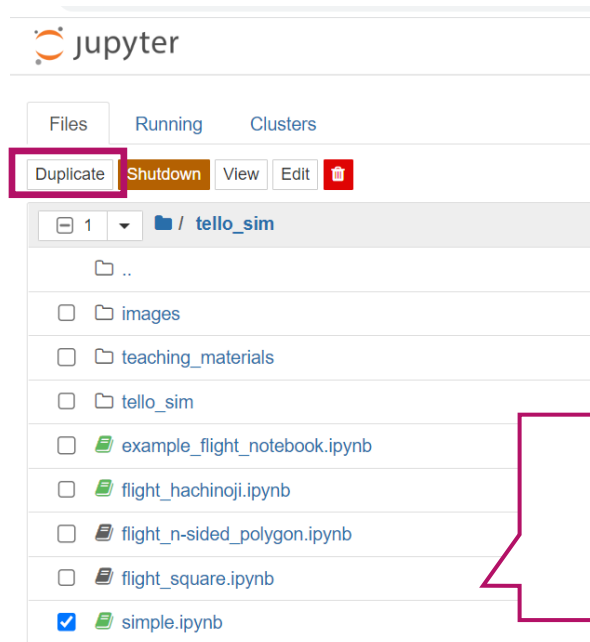 jupyter
Files Running Clusters
Duplicate Shutdown View Edit
1 / tello_sim
..
images
teaching_materials
tello_sim
example_flight_notebook.ipynb
flight_hachinoji.ipynb
flight_n-sided_polygon.ipynb
flight_square.ipynb
simple.ipynb